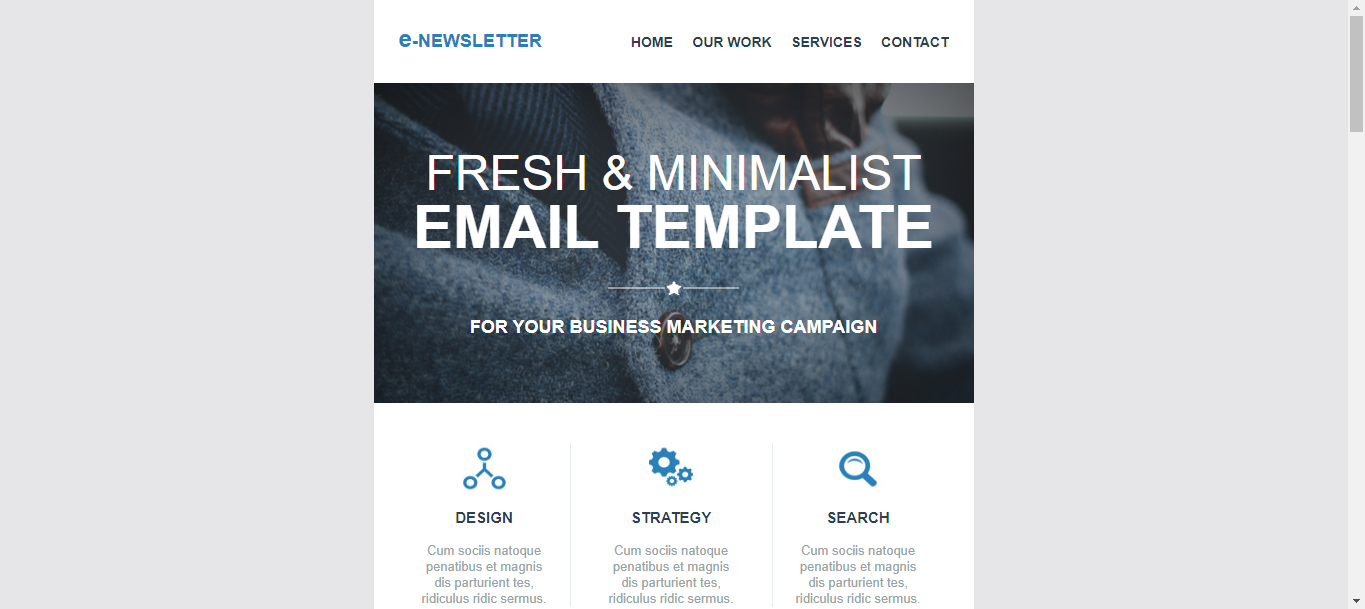 e-NEWSLETTER
HOME OUR WORK SERVICES CONTACT
FRESH & MINIMALIST
EMAIL TEMPLATE
FOR YOUR BUSINESS MARKETING CAMPAIGN
DESIGN
Cum sociis natoque
penatibus et magnis
dis parturient tes,
ridiculus ridic sermus.
STRATEGY
Cum sociis natoque
penatibus et magnis
dis parturient tes,
ridiculus ridic sermus.
SEARCH
Cum sociis natoque
penatibus et magnis
dis parturient tes,
ridiculus ridic sermus.